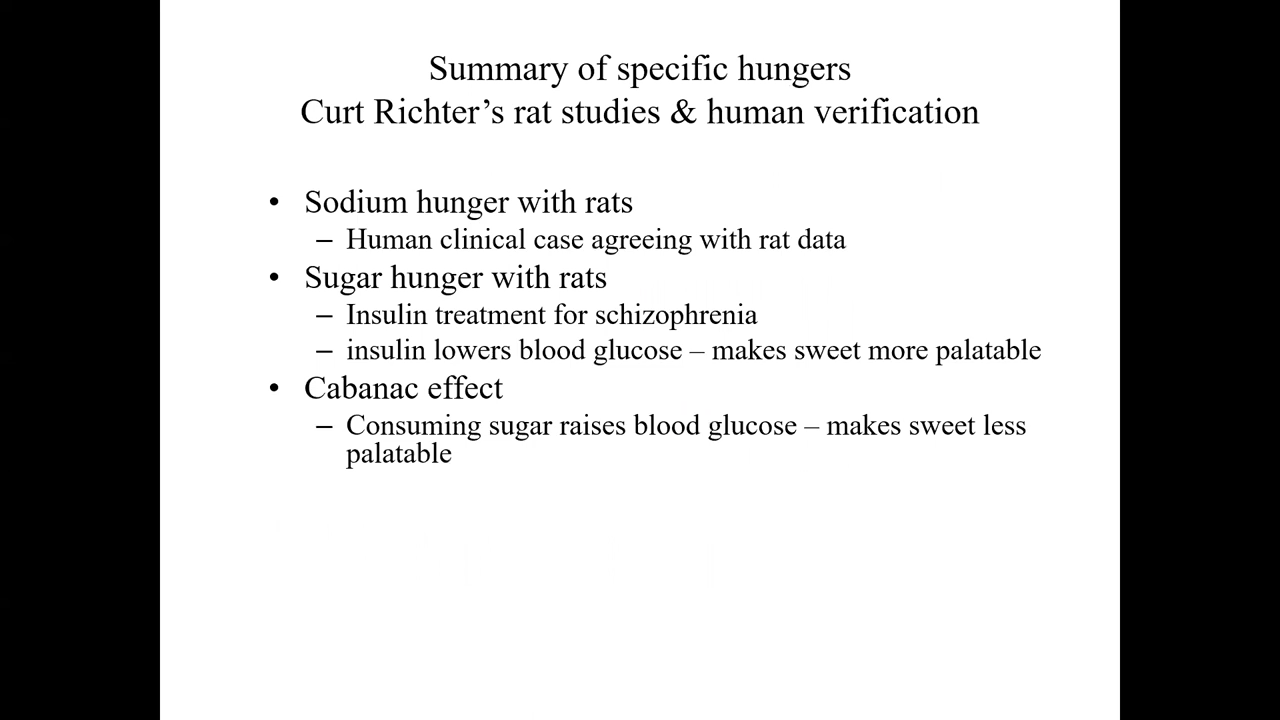 Summary of specific hungers
Curt Richter’s rat studies & human verification
• Sodium hunger with rats
– Human clinical case agreeing with rat data
• Sugar hunger with rats
– Insulin treatment for schizophrenia
– insulin lowers blood glucose – makes sweet more palatable
• Cabanac effect
– Consuming sugar raises blood glucose – makes sweet less
palatable